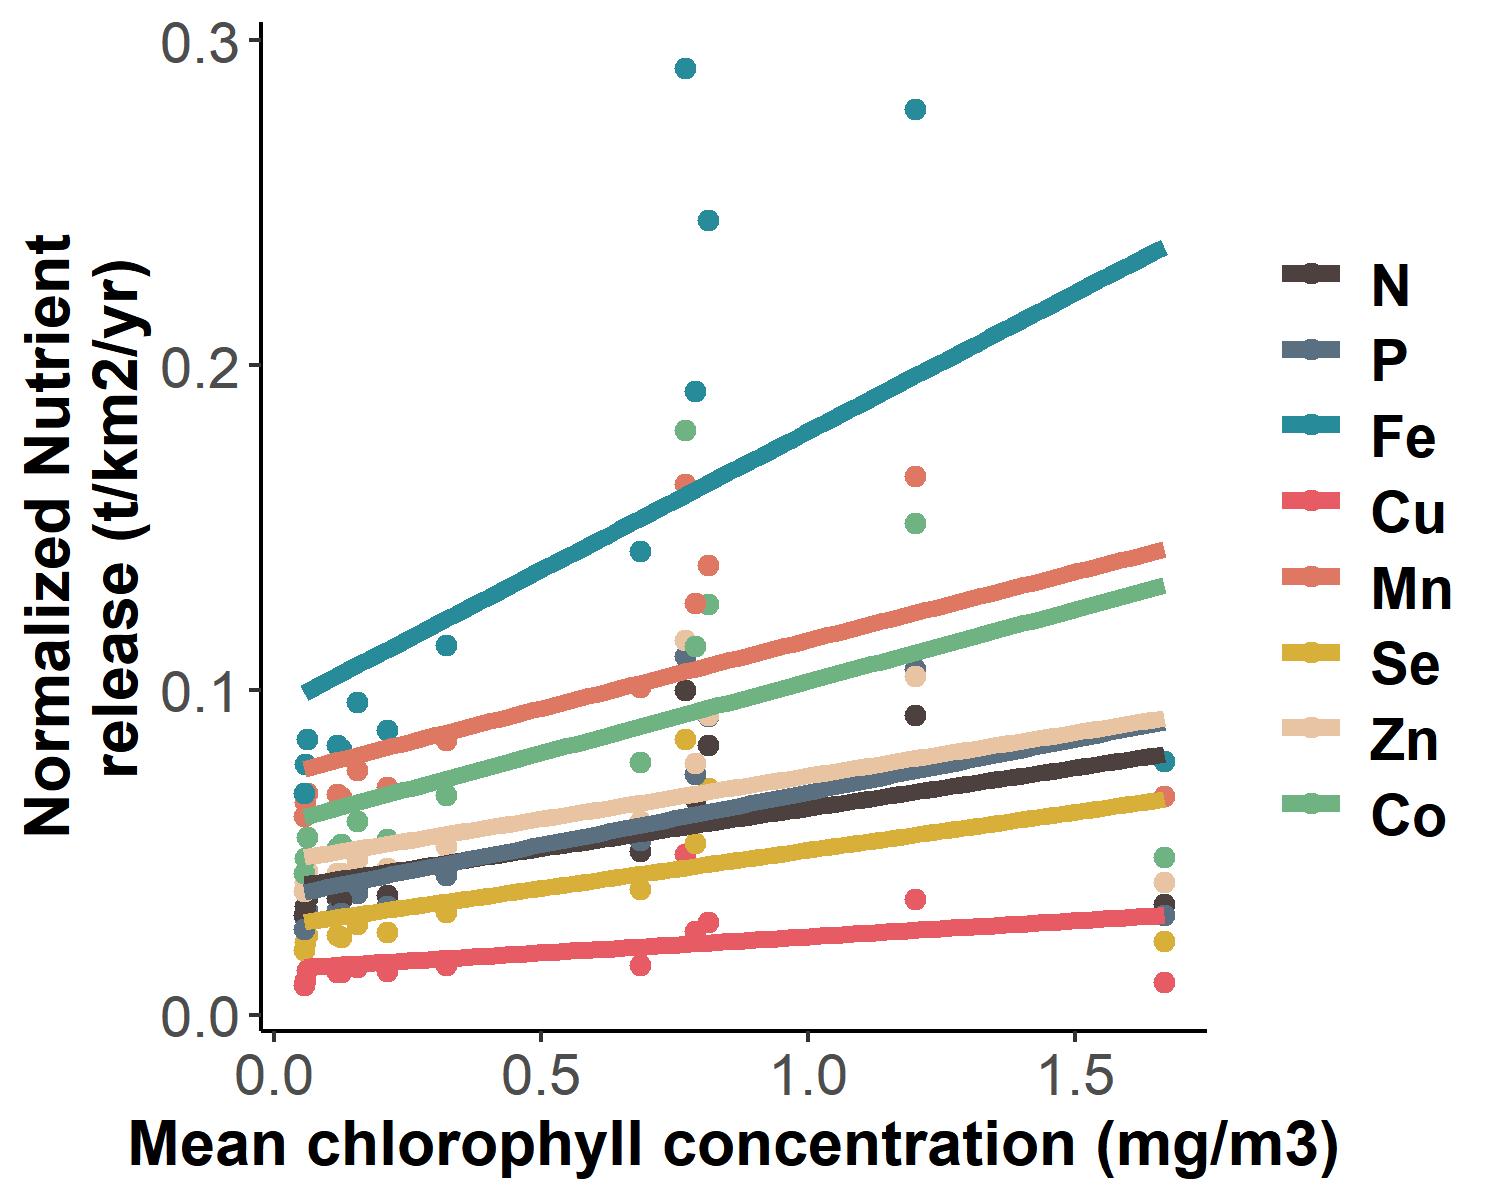 Normalized Nutrient
release (t/km2/yr)
0.3
0.2
0.1
0.0
0.0 0.5 1.0 1.5
Mean chlorophyll concentration (mg/m3)
N
P
Fe
Cu
Mn
Se
Zn
Co